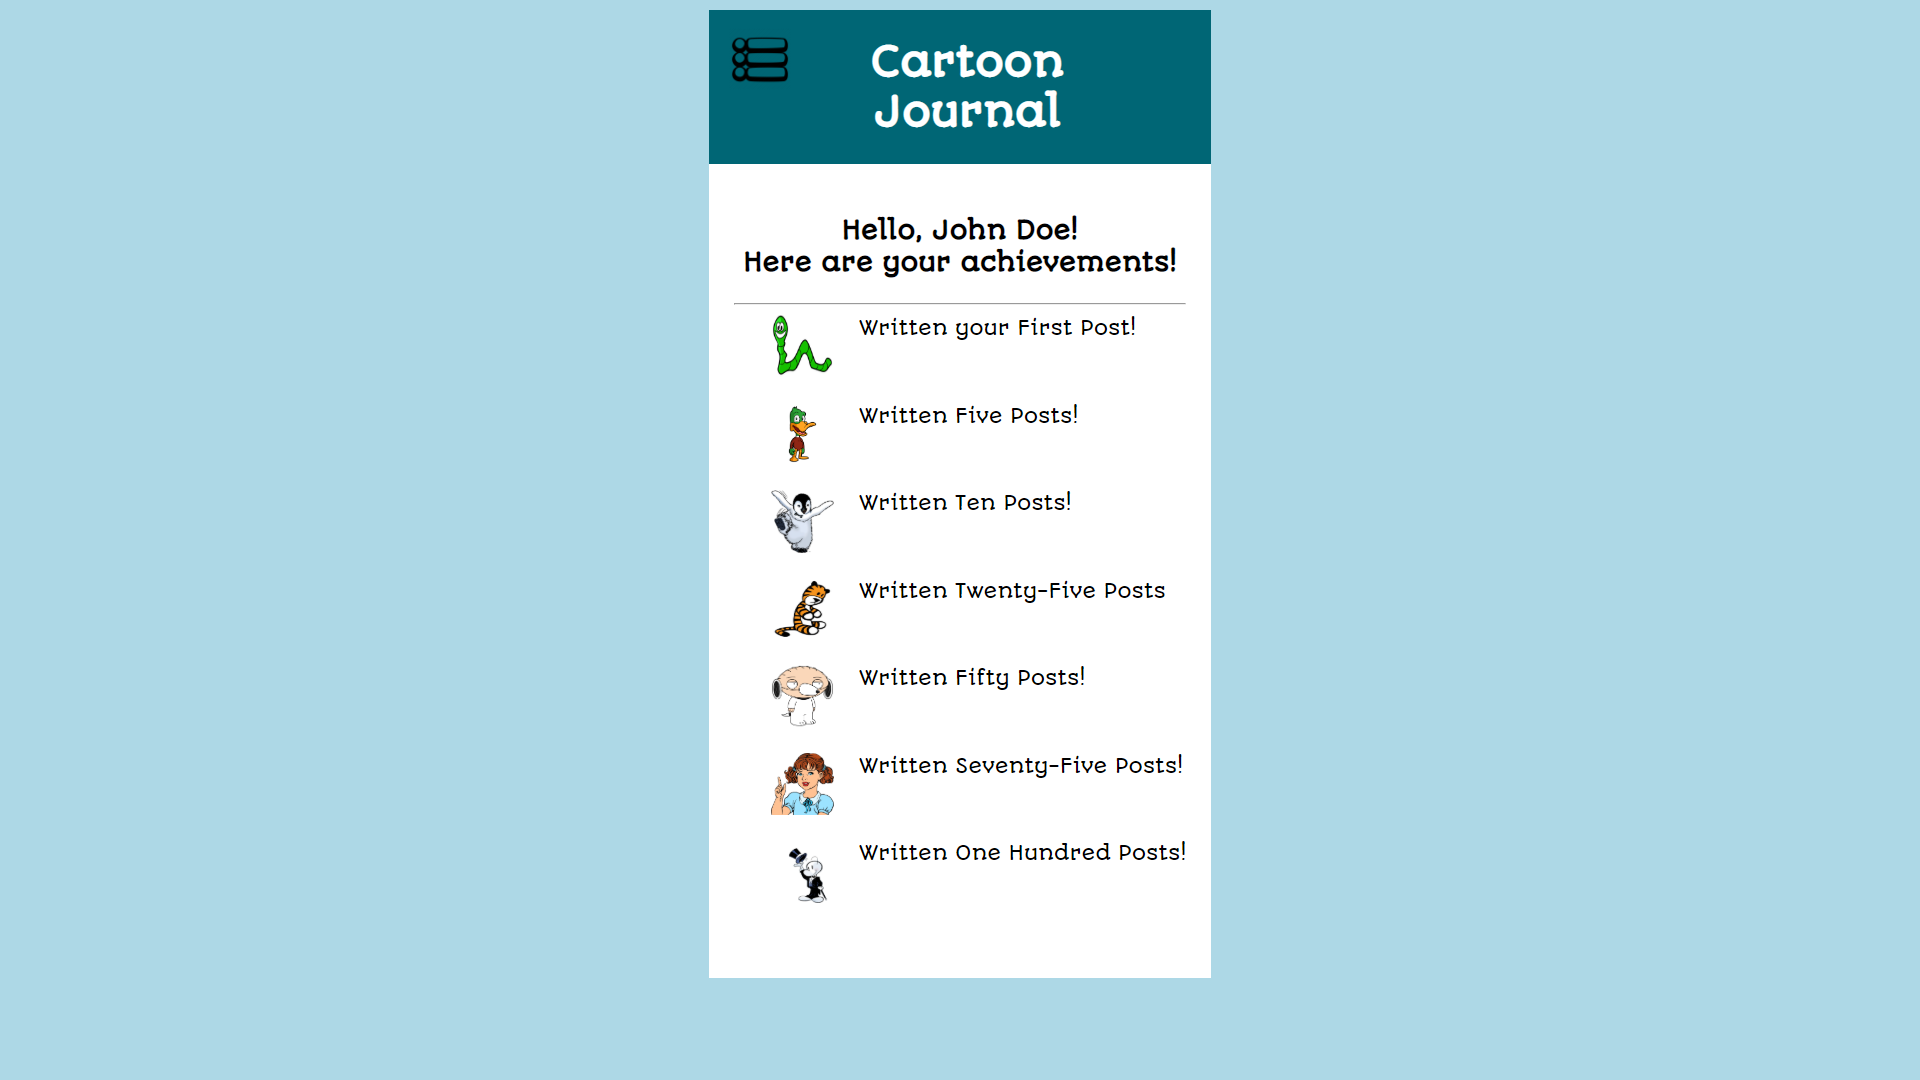 Cartoon
Journal
Hello, John Doe!
Here are your achievements!
Written your First Post!
Written Five Posts!
Written Ten Posts!
Written Twenty-Five Posts
Written Fifty Posts!
Written Seventy-Five Posts!
Written One Hundred Posts!